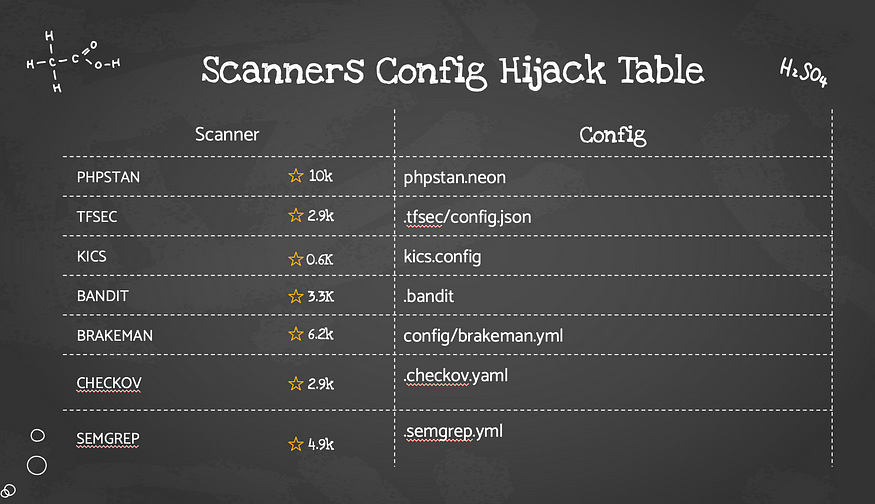 H
H-C-C
O
O-H
H
Scanners Config Hijack Table
H₂SO₄
Scanner Config
PHPSTAN 10k phpstan.neon
TFSEC 2.9k .tfsec/config.json
KICS 0.6K kics.config
BANDIT 3.3K .bandit
BRAKEMAN 6.2k config/brakeman.yml
CHECKOV 2.9k .checkov.yaml
SEMGREP 4.9k .semgrep.yml